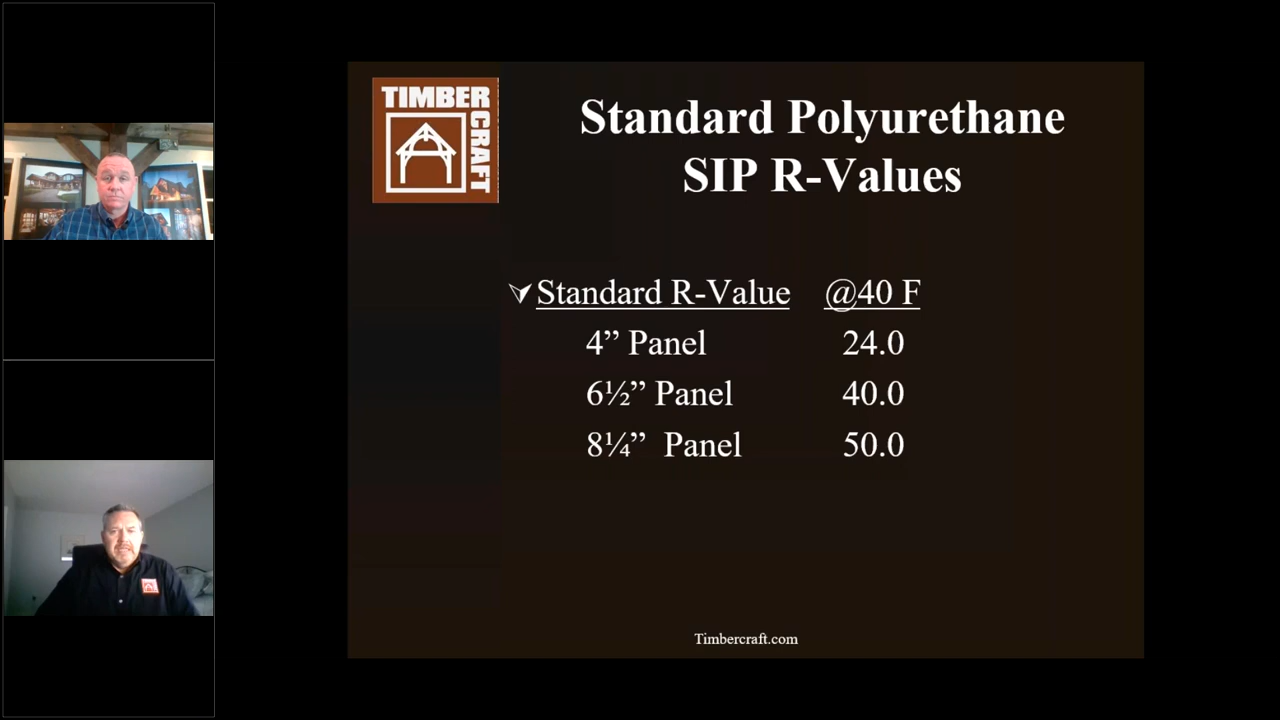 TIMBER
CRAFT
Standard Polyurethane
SIP R-Values
Standard R-Value @40 F
4” Panel 24.0
6½” Panel 40.0
8¼” Panel 50.0
Timbercraft.com